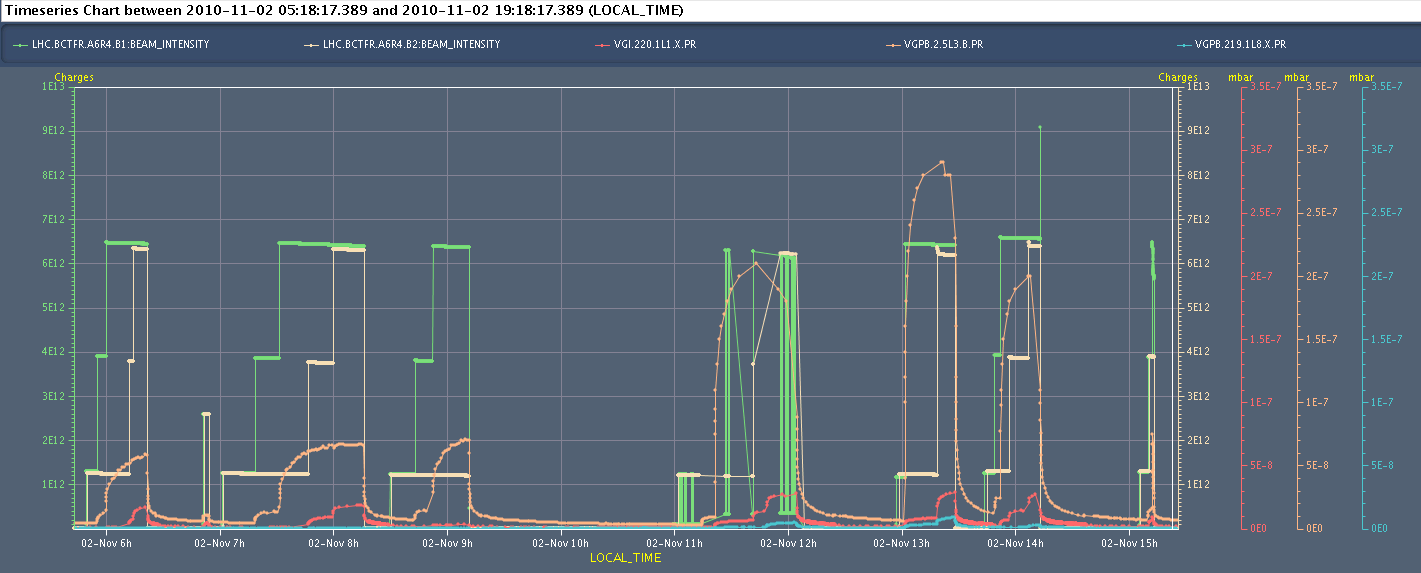 Timeseries Chart between 2010-11-02 05:18:17.389 and 2010-11-02 19:18:17.389 (LOCAL_TIME)
LHC.BCTFR.A6R4.B1:BEAM_INTENSITY LHC.BCTFR.A6R4.B2:BEAM_INTENSITY VGI.220.1L1.X.PR VGPB.2.5L3.B.PR VGPB.219.1L8.X.PR
Charges Charges mbar mbar mbar
1E13 1E13 3.5E-7 3.5E-7 3.5E-7
9E12 9E12
3E-7 3E-7 3E-7
8E12 8E12
7E12 7E12
2.5E-7 2.5E-7 2.5E-7
6E12 6E12
2E-7 2E-7 2E-7
5E12 5E12
1.5E-7 1.5E-7 1.5E-7
4E12 4E12
3E12 3E12
1E-7 1E-7 1E-7
2E12 2E12
5E-8 5E-8 5E-8
1E12 1E12
0E0 0E0 0E0
02-Nov 6h 02-Nov 7h 02-Nov 8h 02-Nov 9h 02-Nov 10h 02-Nov 11h 02-Nov 12h 02-Nov 13h 02-Nov 14h 02-Nov 15h
LOCAL_TIME